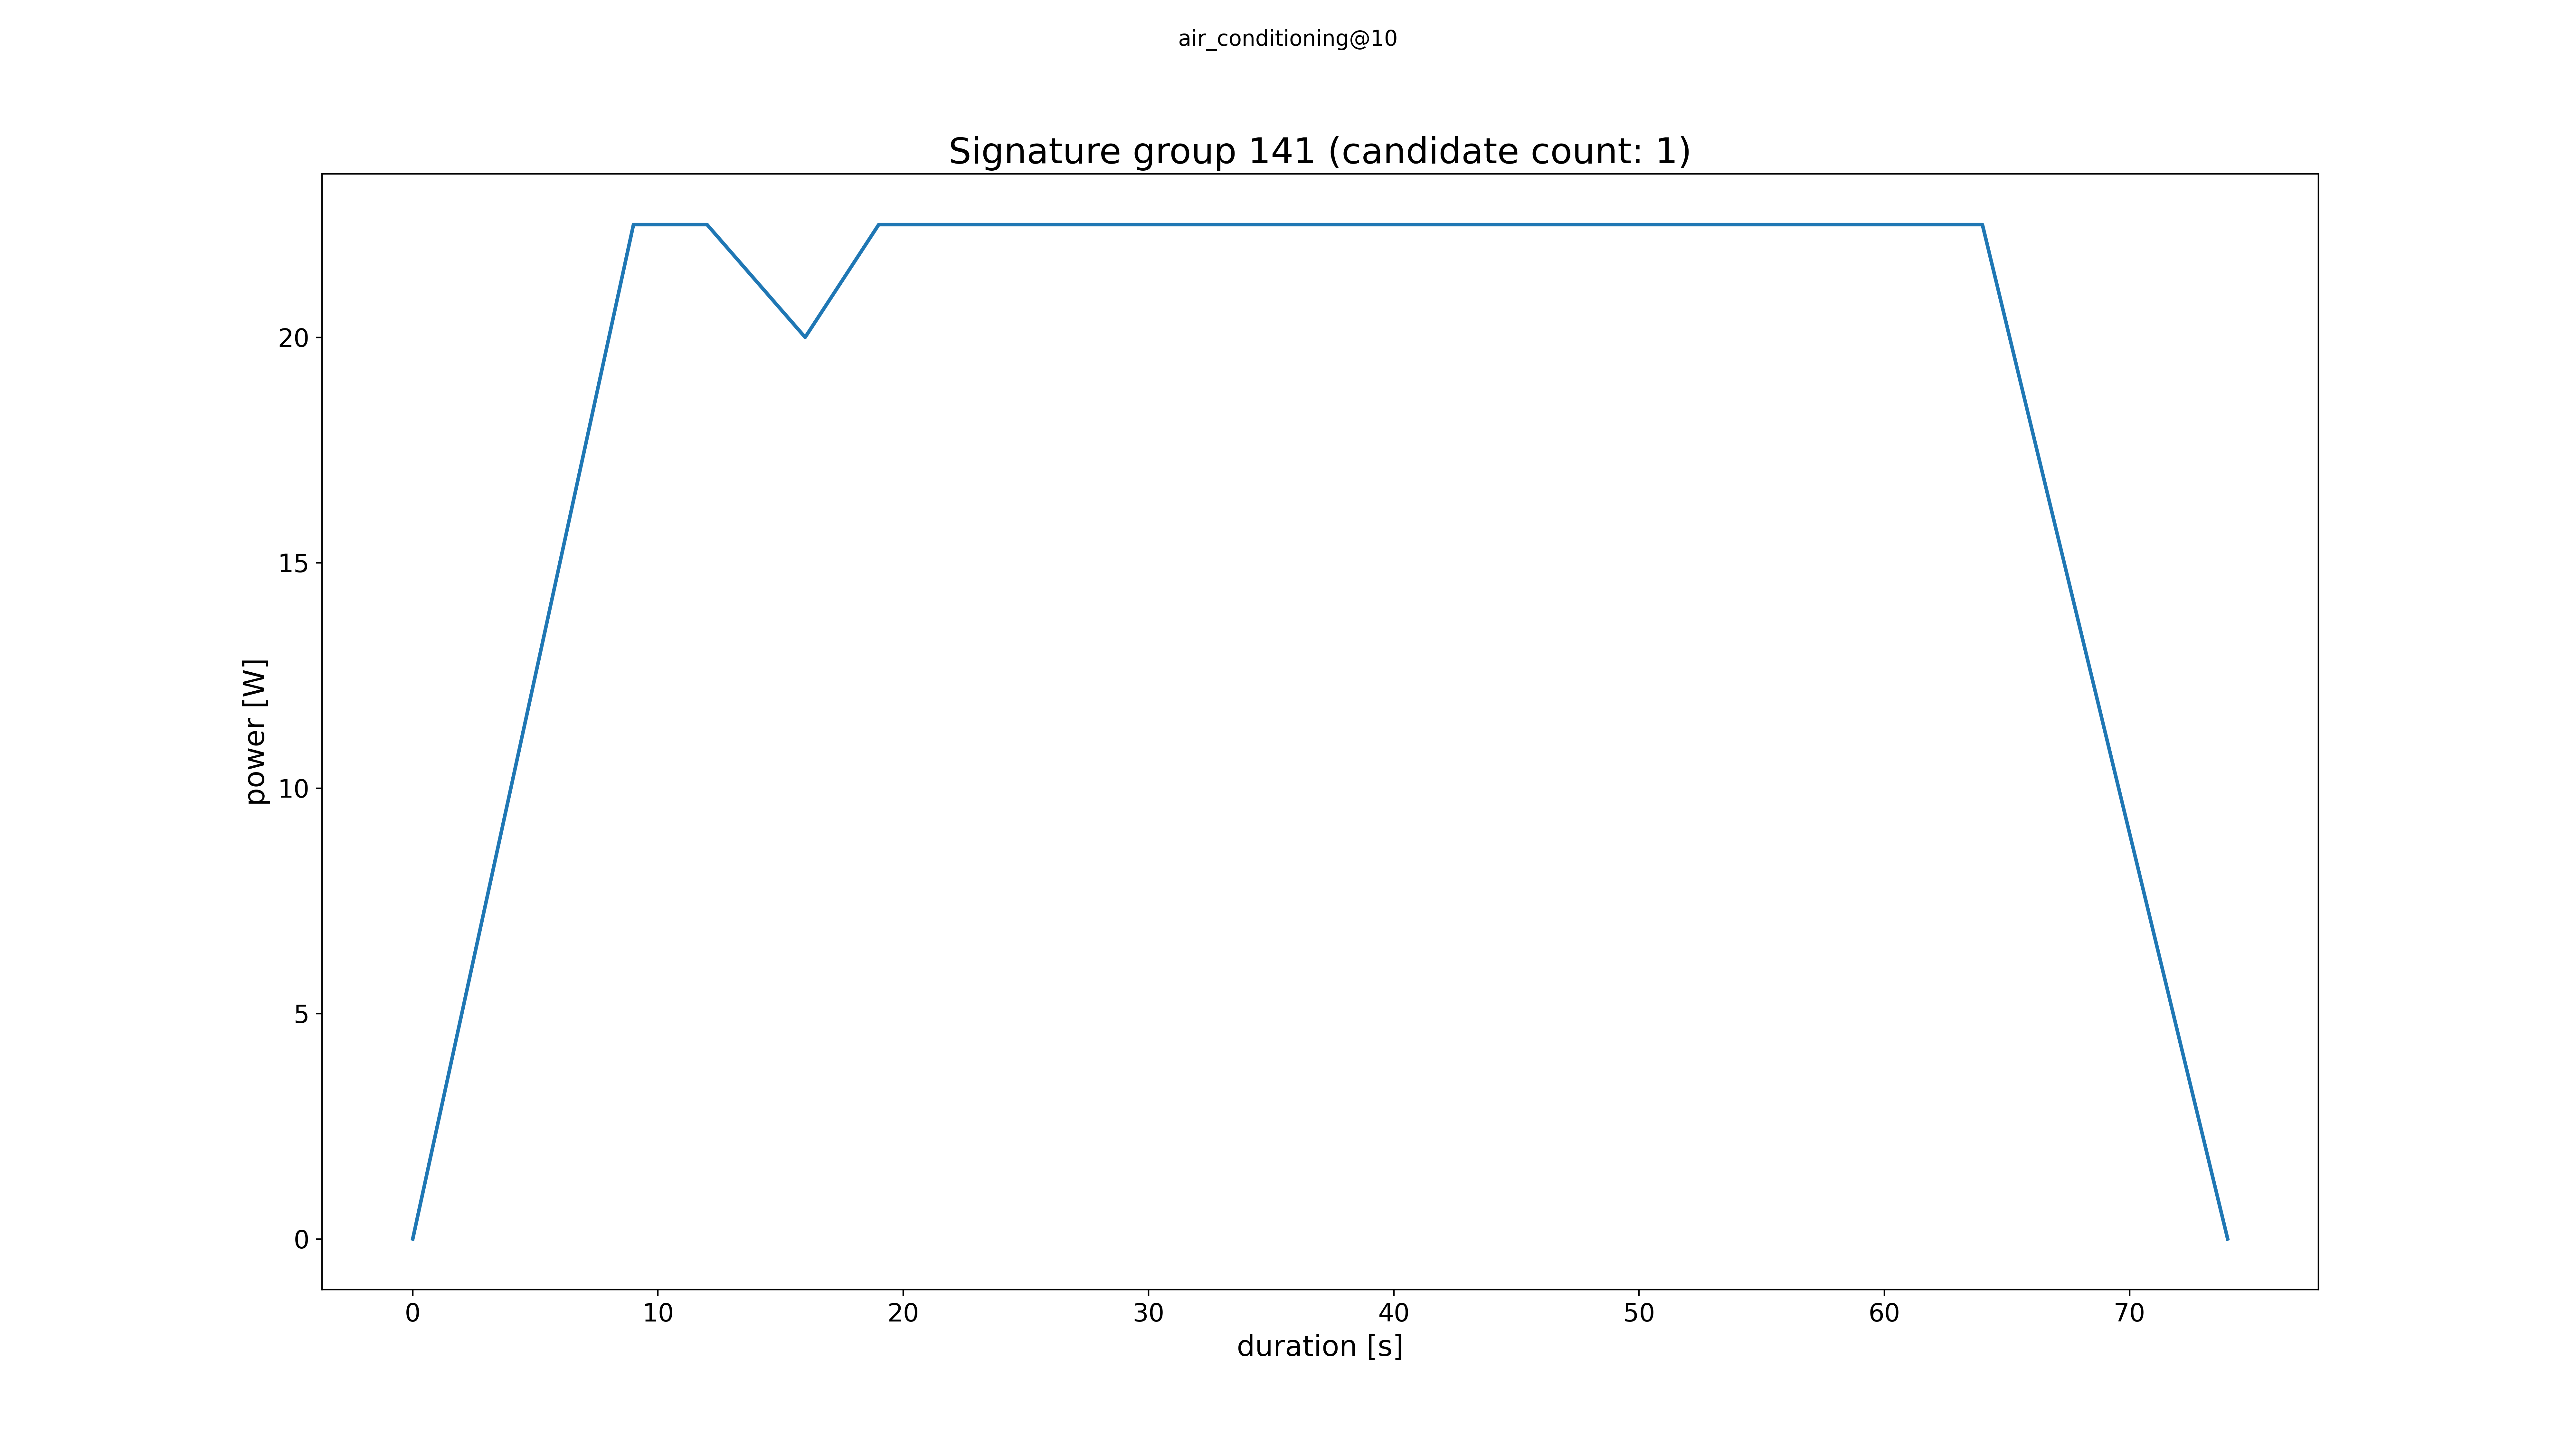 air_conditioning@10
Signature group 141 (candidate count: 1)
power [W]
20
15
10
5
0
0 10 20 30 40 50 60 70
duration [s]